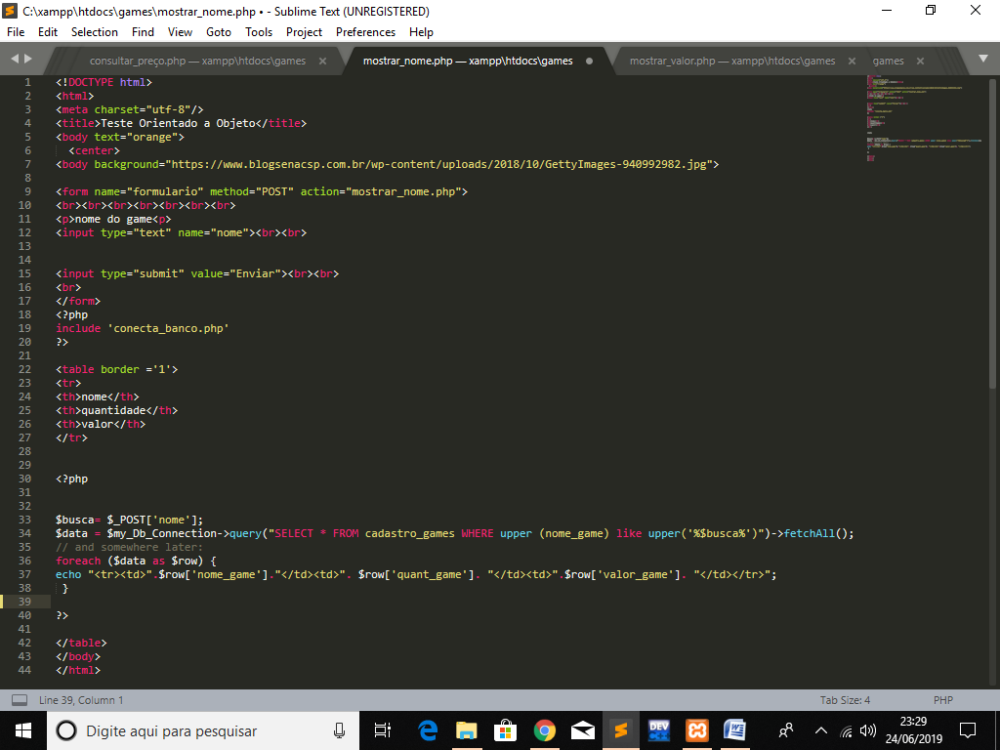 C:\xampp\htdocs\games\mostrar_nome.php • - Sublime Text (UNREGISTERED)
File Edit Selection Find View Goto Tools Project Preferences Help
consultar_preço.php — xampp\htdocs\games × mostrar_nome.php — xampp\htdocs\games mostrar_valor.php — xampp\htdocs\games × games ×
1 <!DOCTYPE html>
2 <html>
3 <meta charset="utf-8"/>
4 <title>Teste Orientado a Objeto</title>
5 <body text="orange">
6 <center>
7 <body background="https://www.blogsenacsp.com.br/wp-content/uploads/2018/10/GettyImages-940992982.jpg">
8
9 <form name="formulario" method="POST" action="mostrar_nome.php">
10 <br><br><br><br><br><br><br>
11 <p>nome do game<p>
12 <input type="text" name="nome"><br><br>
13
14
15 <input type="submit" value="Enviar"><br><br>
16 <br>
17 </form>
18 <?php
19 include 'conecta_banco.php'
20 ?>
21
22 <table border ='1'>
23 <tr>
24 <th>nome</th>
25 <th>quantidade</th>
26 <th>valor</th>
27 </tr>
28
29
30 <?php
31
32
33 $busca= $_POST['nome'];
34 $data = $my_Db_Connection->query("SELECT * FROM cadastro_games WHERE upper (nome_game) like upper('%$busca%')")->fetchAll();
35 // and somewhere later:
36 foreach ($data as $row) {
37 echo "<tr><td>".$row['nome_game']."</td><td>". $row['quant_game']. "</td><td>".$row['valor_game']. "</td></tr>";
38 }
39
40 ?>
41
42 </table>
43 </body>
44 </html>
Line 39, Column 1 Tab Size: 4 PHP
Digite aqui para pesquisar DEV 23:29
24/06/2019